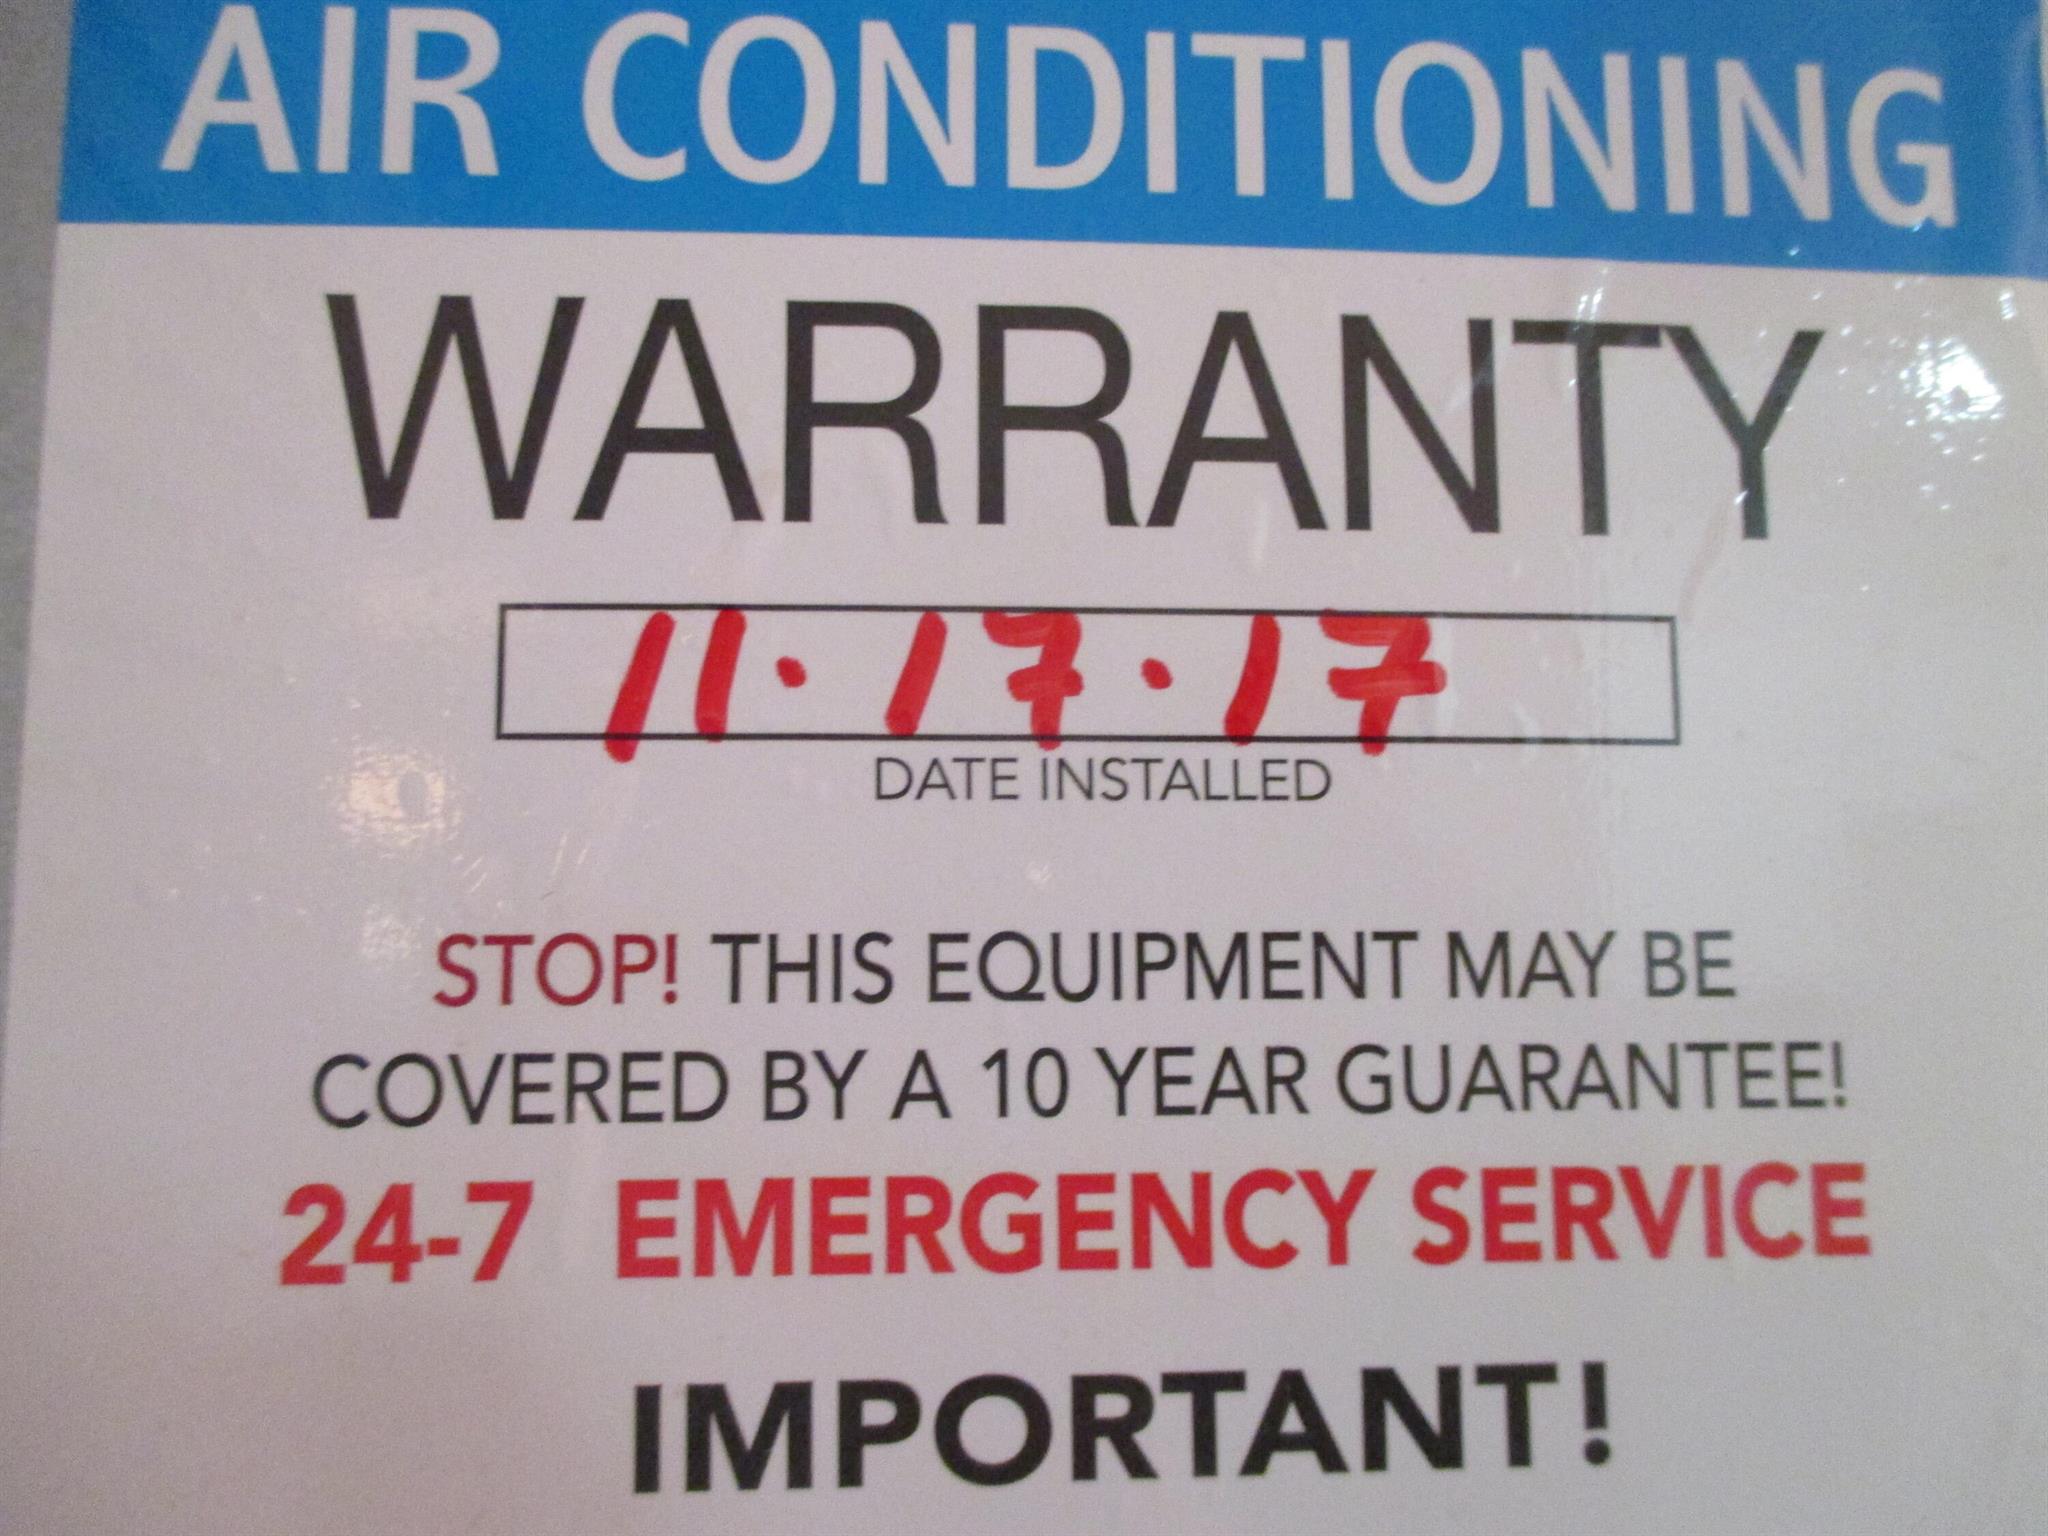 AIR CONDITIONING
WARRANTY
11.17.17
DATE INSTALLED
STOP! THIS EQUIPMENT MAY BE
COVERED BY A 10 YEAR GUARANTEE!
24-7 EMERGENCY SERVICE
IMPORTANT!